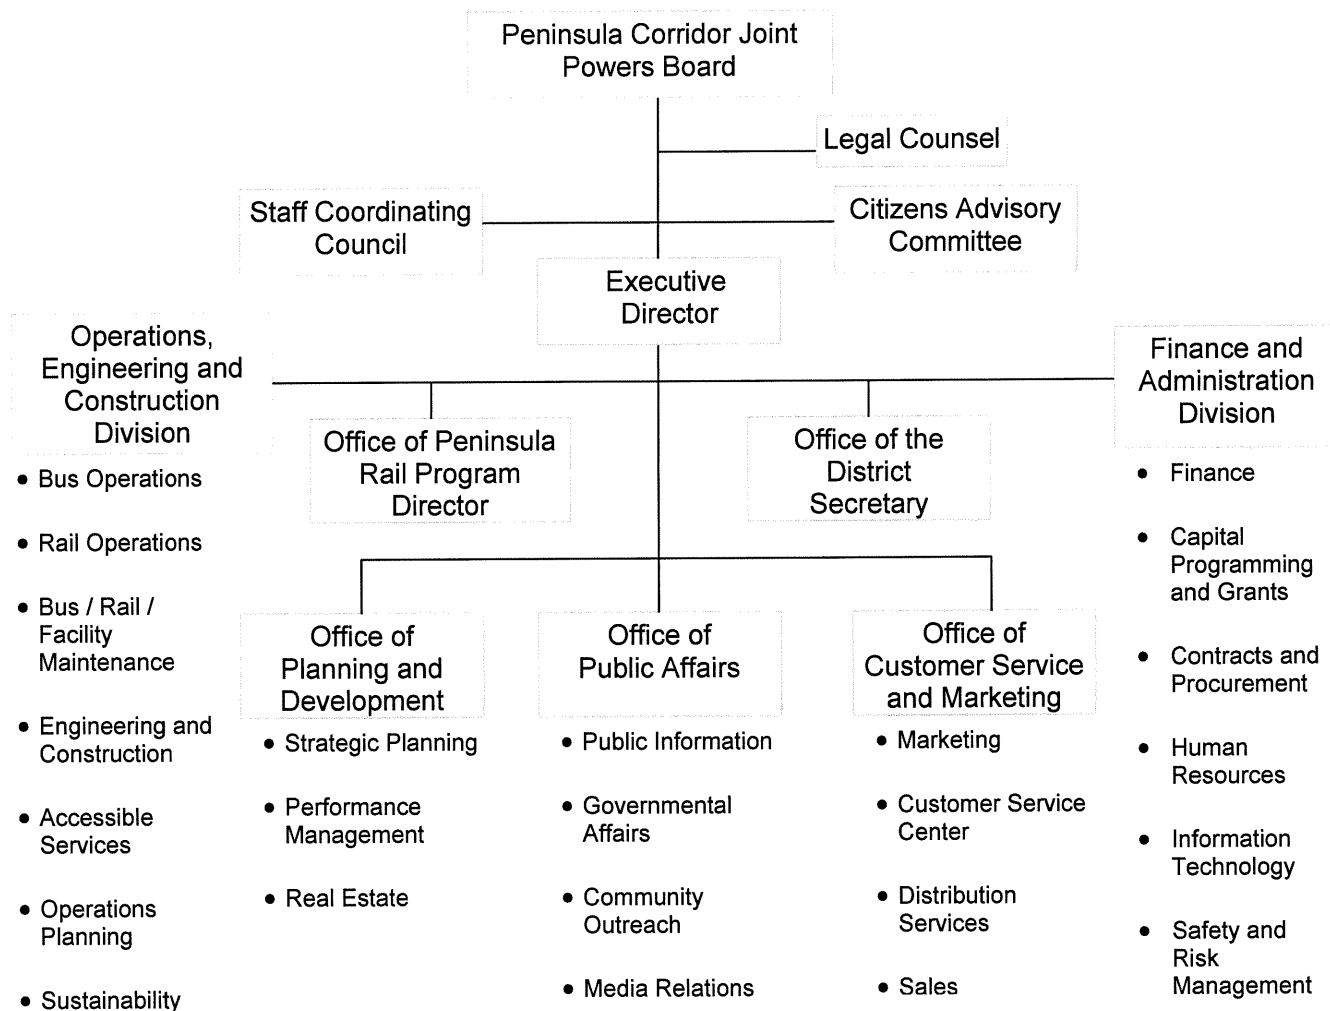 Peninsula Corridor Joint
Powers Board
Legal Counsel
Staff Coordinating
Council
Citizens Advisory
Committee
Executive
Director
Operations,
Engineering and
Construction
Division
Finance and
Administration
Division
Office of Peninsula
Rail Program
Director
Office of the
District
Secretary
• Bus Operations
• Rail Operations
• Bus / Rail /
Facility
Maintenance
• Engineering and
Construction
• Accessible
Services
• Operations
Planning
• Sustainability
Office of
Planning and
Development
• Strategic Planning
• Performance
Management
• Real Estate
Office of
Public Affairs
• Public Information
• Governmental
Affairs
• Community
Outreach
• Media Relations
Office of
Customer Service
and Marketing
• Marketing
• Customer Service
Center
• Distribution
Services
• Sales
• Finance
• Capital
Programming
and Grants
• Contracts and
Procurement
• Human
Resources
• Information
Technology
• Safety and
Risk
Management